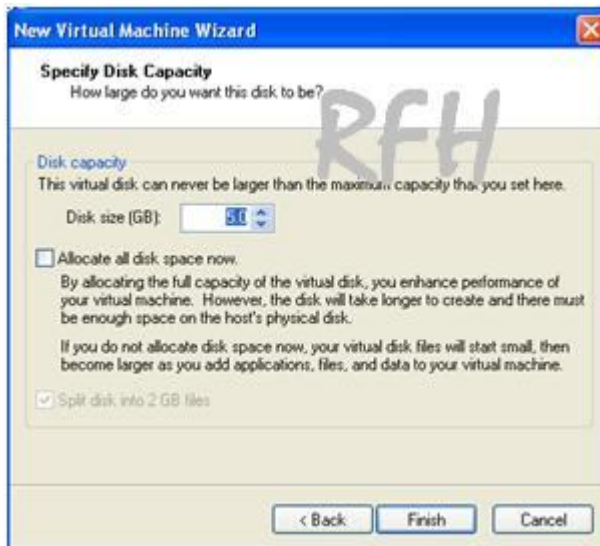 New Virtual Machine Wizard
Specify Disk Capacity
How large do you want this disk to be?
RFH
Disk capacity
This virtual disk can never be larger than the maximum capacity that you set here.
Disk size (GB): 5.0
Allocate all disk space now.
By allocating the full capacity of the virtual disk, you enhance performance of
your virtual machine. However, the disk will take longer to create and there must
be enough space on the host's physical disk.
If you do not allocate disk space now, your virtual disk files will start small, then
become larger as you add applications, files, and data to your virtual machine.
Split disk into 2 GB files
< Back Finish Cancel